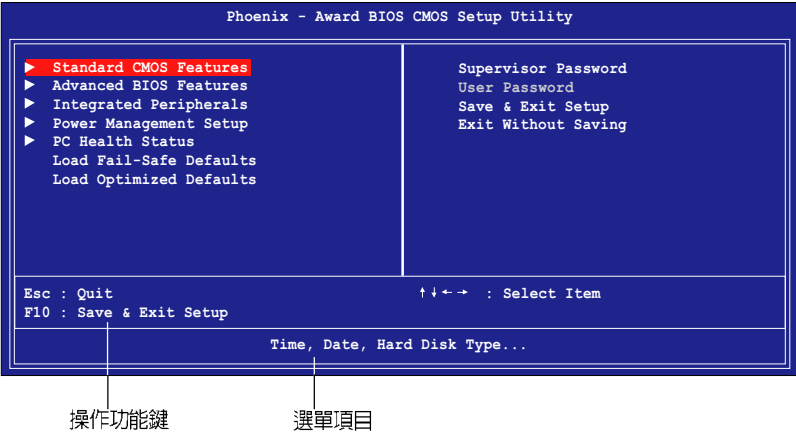 Phoenix - Award BIOS CMOS Setup Utility
▶ Standard CMOS Features
▶ Advanced BIOS Features
▶ Integrated Peripherals
▶ Power Management Setup
▶ PC Health Status
Load Fail-Safe Defaults
Load Optimized Defaults
Supervisor Password
User Password
Save & Exit Setup
Exit Without Saving
Esc : Quit
F10 : Save & Exit Setup
↑↓←→ : Select Item
Time, Date, Hard Disk Type...
操作功能鍵
選單項目